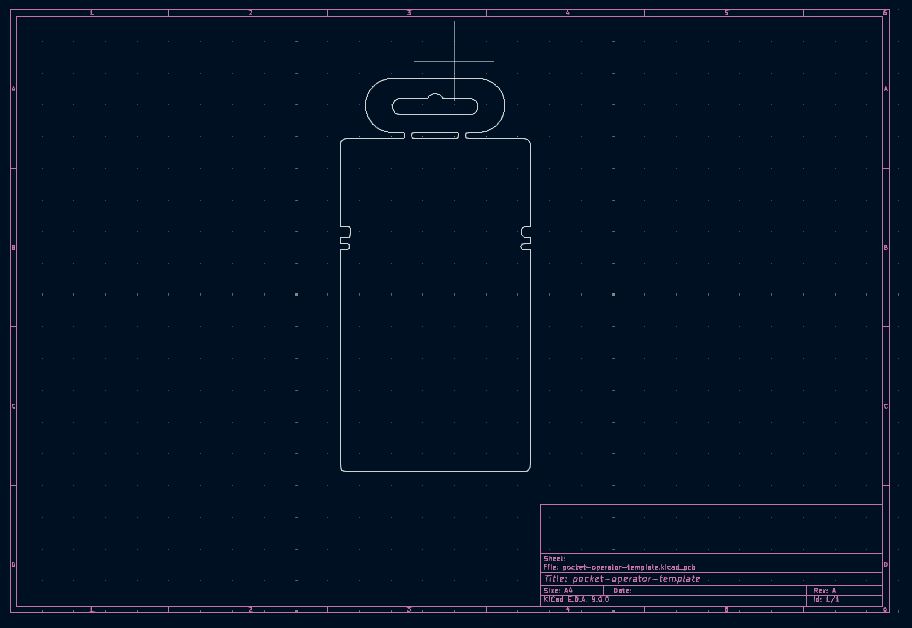 1 2 3 4 5 6
A A
B B
C C
D D
Sheet:
File: pocket-operator-template.kicad_pcb
Title: pocket-operator-template
Size: A4 Date: Rev: A
KiCad E.D.A. 9.0.0 Id: 1/1
1 2 3 4 5 6